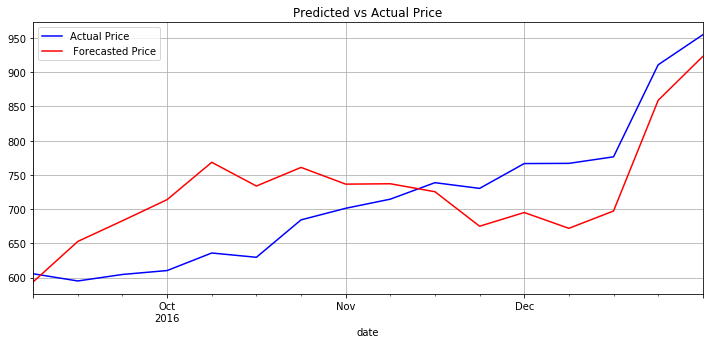 Predicted vs Actual Price
Actual Price
Forecasted Price
950
900
850
800
750
700
650
600
Oct
2016
Nov
Dec
date